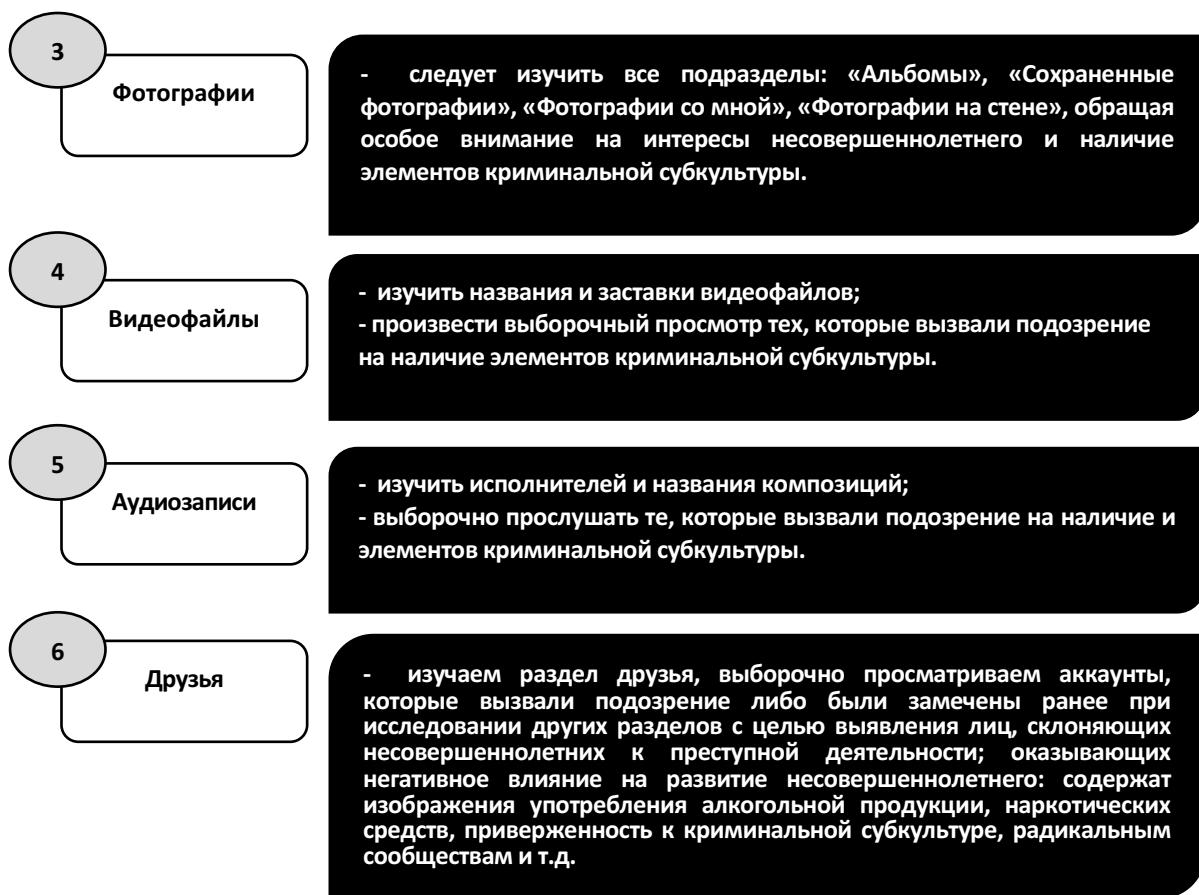 3
Фотографии
- следует изучить все подразделы: «Альбомы», «Сохраненные
фотографии», «Фотографии со мной», «Фотографии на стене», обращая
особое внимание на интересы несовершеннолетнего и наличие
элементов криминальной субкультуры.
4
Видеофайлы
- изучить названия и заставки видеофайлов;
- произвести выборочный просмотр тех, которые вызвали подозрение
на наличие элементов криминальной субкультуры.
5
Аудиозаписи
- изучить исполнителей и названия композиций;
- выборочно прослушать те, которые вызвали подозрение на наличие и
элементов криминальной субкультуры.
6
Друзья
- изучаем раздел друзья, выборочно просматриваем аккаунты,
которые вызвали подозрение либо были замечены ранее при
исследовании других разделов с целью выявления лиц, склоняющих
несовершеннолетних к преступной деятельности; оказывающих
негативное влияние на развитие несовершеннолетнего: содержат
изображения употребления алкогольной продукции, наркотических
средств, приверженность к криминальной субкультуре, радикальным
сообществам и т.д.